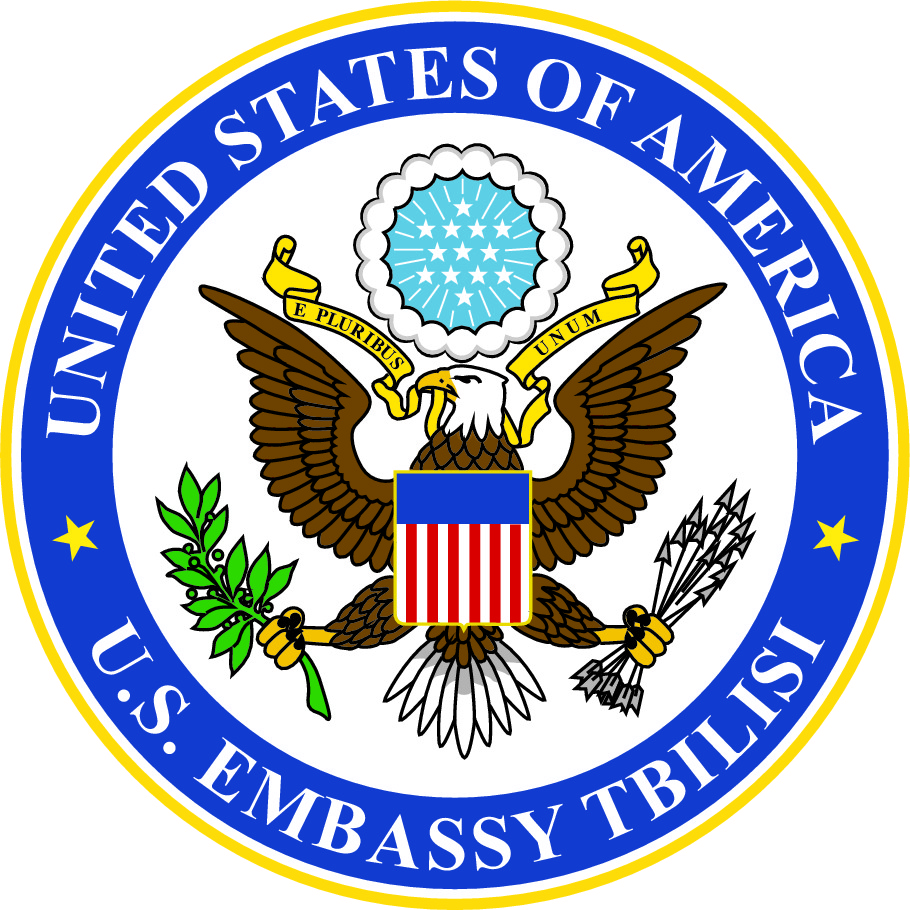 UNITED STATES OF AMERICA
E PLURIBUS UNUM
U.S. EMBASSY TBILISI